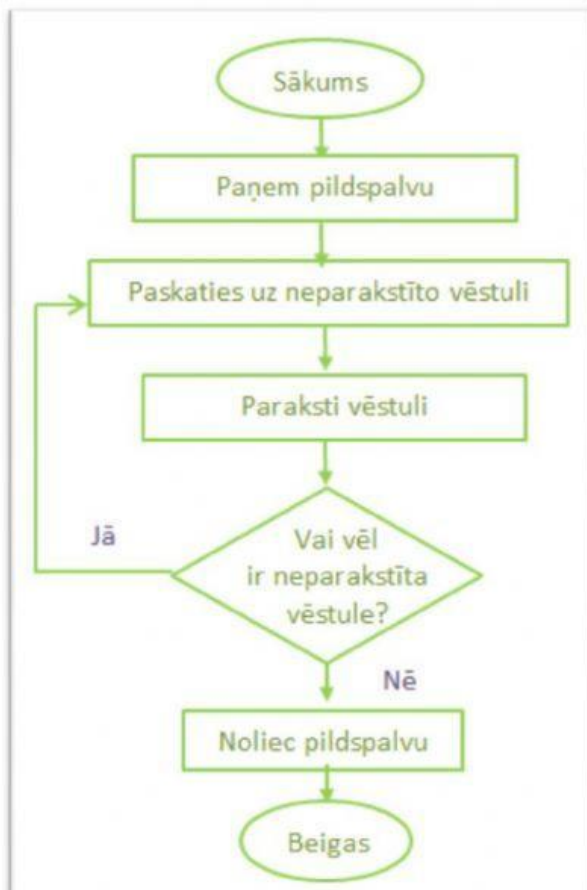 Sākums
Paņem pildspalvu
Paskaties uz neparakstīto vēstuli
Paraksti vēstuli
Jā
Vai vēl
ir neparakstīta
vēstule?
Nē
Noliec pildspalvu
Beigas